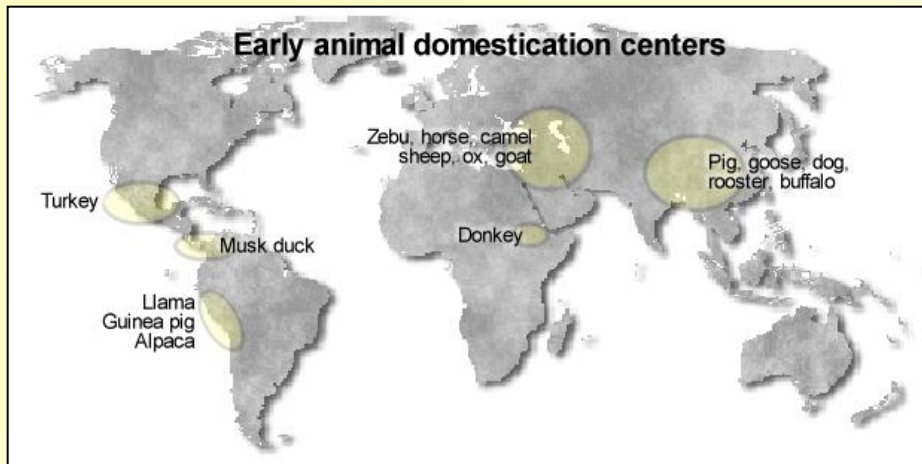 Early animal domestication centers
Zebu, horse, camel
sheep, ox, goat
Pig, goose, dog,
rooster, buffalo
Turkey
Musk duck
Donkey
Llama
Guinea pig
Alpaca